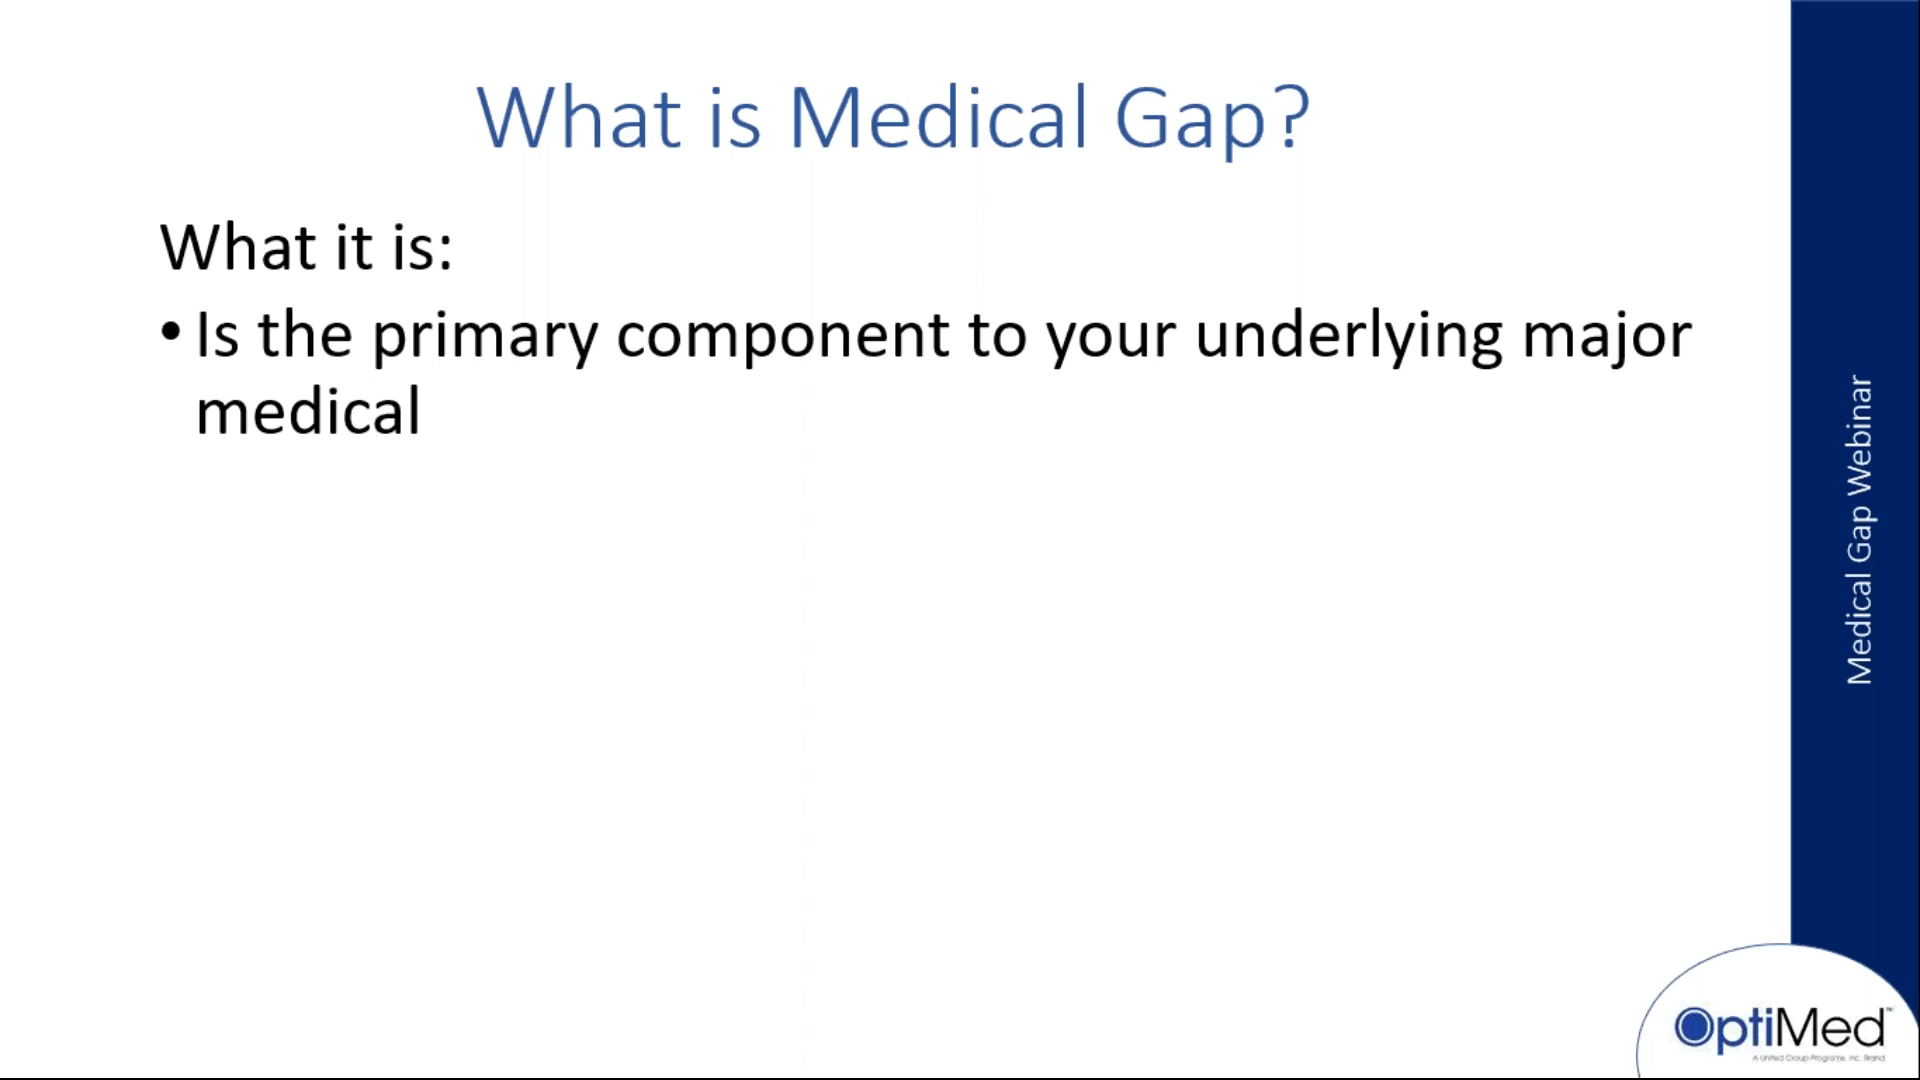 What is Medical Gap?
What it is:
• Is the primary component to your underlying major
medical
Medical Gap Webinar
OptiMed™
A United Group Programs, Inc. Brand